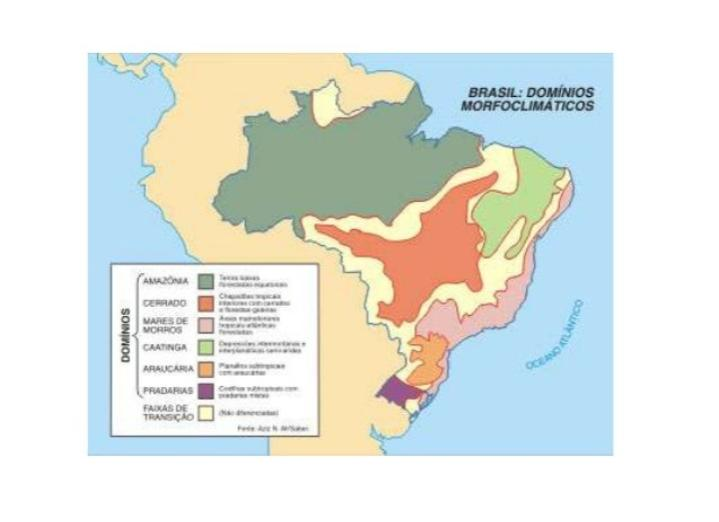 BRASIL: DOMÍNIOS
MORFOCLIMÁTICOS
OCEANO ATLÂNTICO
DOMÍNIOS
AMAZÔNIA
Terras baixas
florestadas equatoriais
CERRADO
Chapadões tropicais
interiores com cerrados
e florestas-galerias
MARES DE
MORROS
Áreas mamelonares
tropicais atlânticas
florestadas
CAATINGA
Depressões intermontanas e
interplanálticas semiáridas
ARAUCÁRIA
Planaltos subtropicais
com araucárias
PRADARIAS
Coxilhas subtropicais com
pradarias mistas
FAIXAS DE
TRANSIÇÃO
(Não diferenciadas)
Fonte: Aziz N. Ab'Saber.